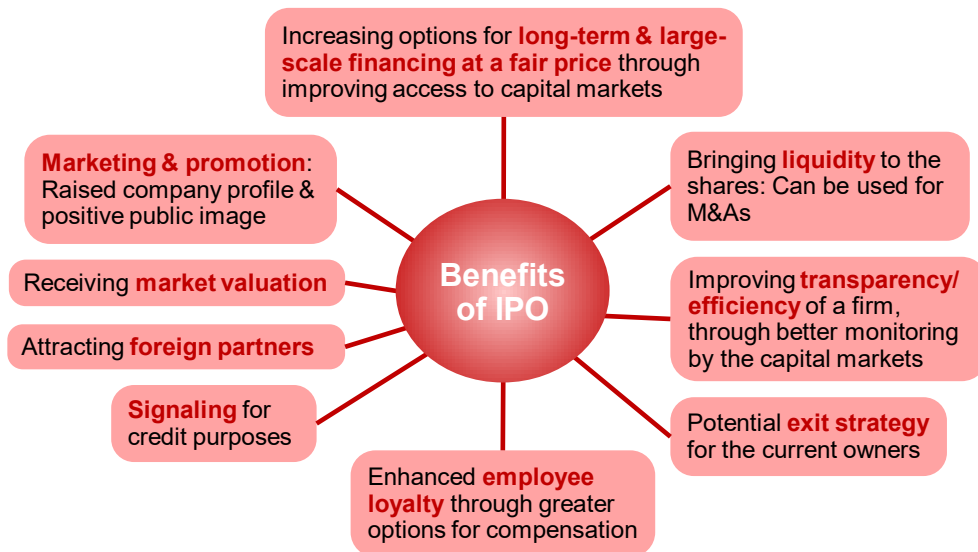 Increasing options for long-term & large-
scale financing at a fair price through
improving access to capital markets
Marketing & promotion:
Raised company profile &
positive public image
Bringing liquidity to the
shares: Can be used for
M&As
Benefits
of IPO
Receiving market valuation
Improving transparency/
efficiency of a firm,
through better monitoring
by the capital markets
Attracting foreign partners
Signaling for
credit purposes
Potential exit strategy
for the current owners
Enhanced employee
loyalty through greater
options for compensation